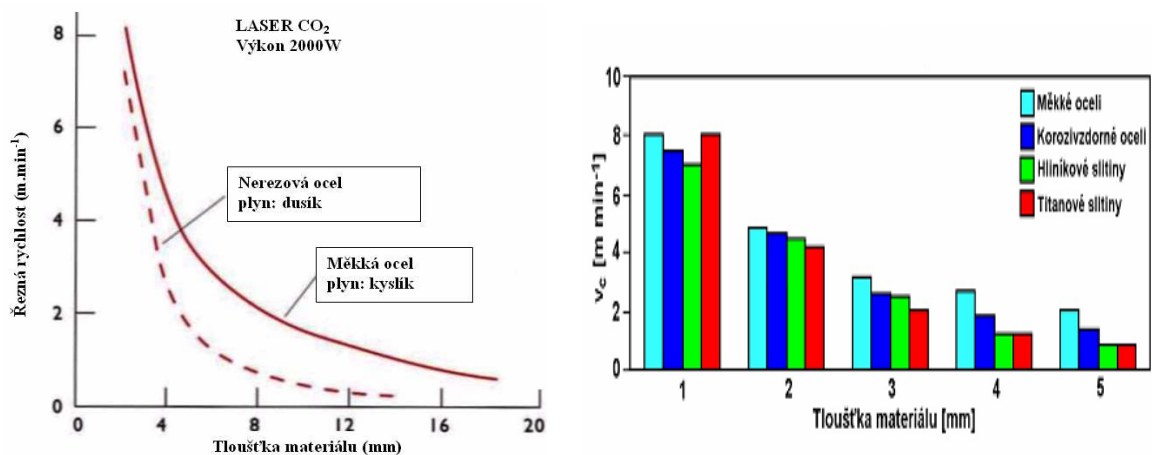 LASER CO₂
Výkon 2000W
Řezná rychlost (m.min⁻¹)
8
6
4
2
0
Nerezová ocel
plyn: dusík
Měkká ocel
plyn: kyslík
0 4 8 12 16 20
Tloušťka materiálu (mm)
v_c [m min⁻¹]
10
8
6
4
2
0
Měkké oceli
Korozivzdorné oceli
Hliníkové slitiny
Titanové slitiny
1 2 3 4 5
Tloušťka materiálu [mm]